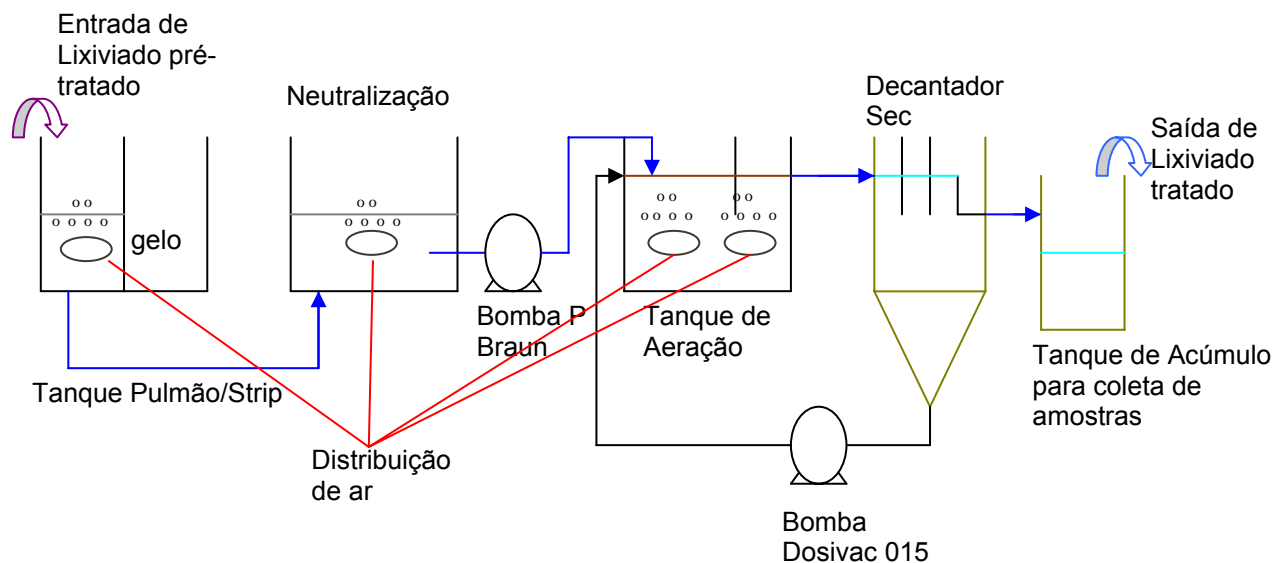 Entrada de
Lixiviado pré-
tratado
Neutralização
Decantador
Sec
Saída de
Lixiviado
tratado
o o
o o o o
gelo
o o
o o o o
o o
o o o o
o o
o o o o
Bomba P
Braun
Tanque de
Aeração
Tanque Pulmão/Strip
Tanque de Acúmulo
para coleta de
amostras
Distribuição
de ar
Bomba
Dosivac 015